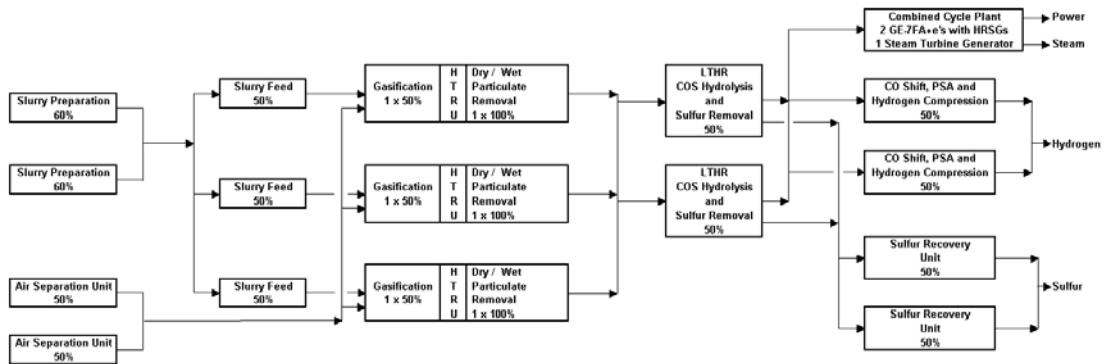 Slurry Preparation
60%
Slurry Preparation
60%
Air Separation Unit
50%
Air Separation Unit
50%
Slurry Feed
50%
Slurry Feed
50%
Slurry Feed
50%
Gasification
1 x 50%
H
T
R
U
Dry / Wet
Particulate
Removal
1 x 100%
Gasification
1 x 50%
H
T
R
U
Dry / Wet
Particulate
Removal
1 x 100%
Gasification
1 x 50%
H
T
R
U
Dry / Wet
Particulate
Removal
1 x 100%
LTHR
COS Hydrolysis
and
Sulfur Removal
50%
LTHR
COS Hydrolysis
and
Sulfur Removal
50%
Combined Cycle Plant
2 GE-7FA+e's with HRSGs
1 Steam Turbine Generator
Power
Steam
CO Shift, PSA and
Hydrogen Compression
50%
CO Shift, PSA and
Hydrogen Compression
50%
Hydrogen
Sulfur Recovery
Unit
50%
Sulfur Recovery
Unit
50%
Sulfur